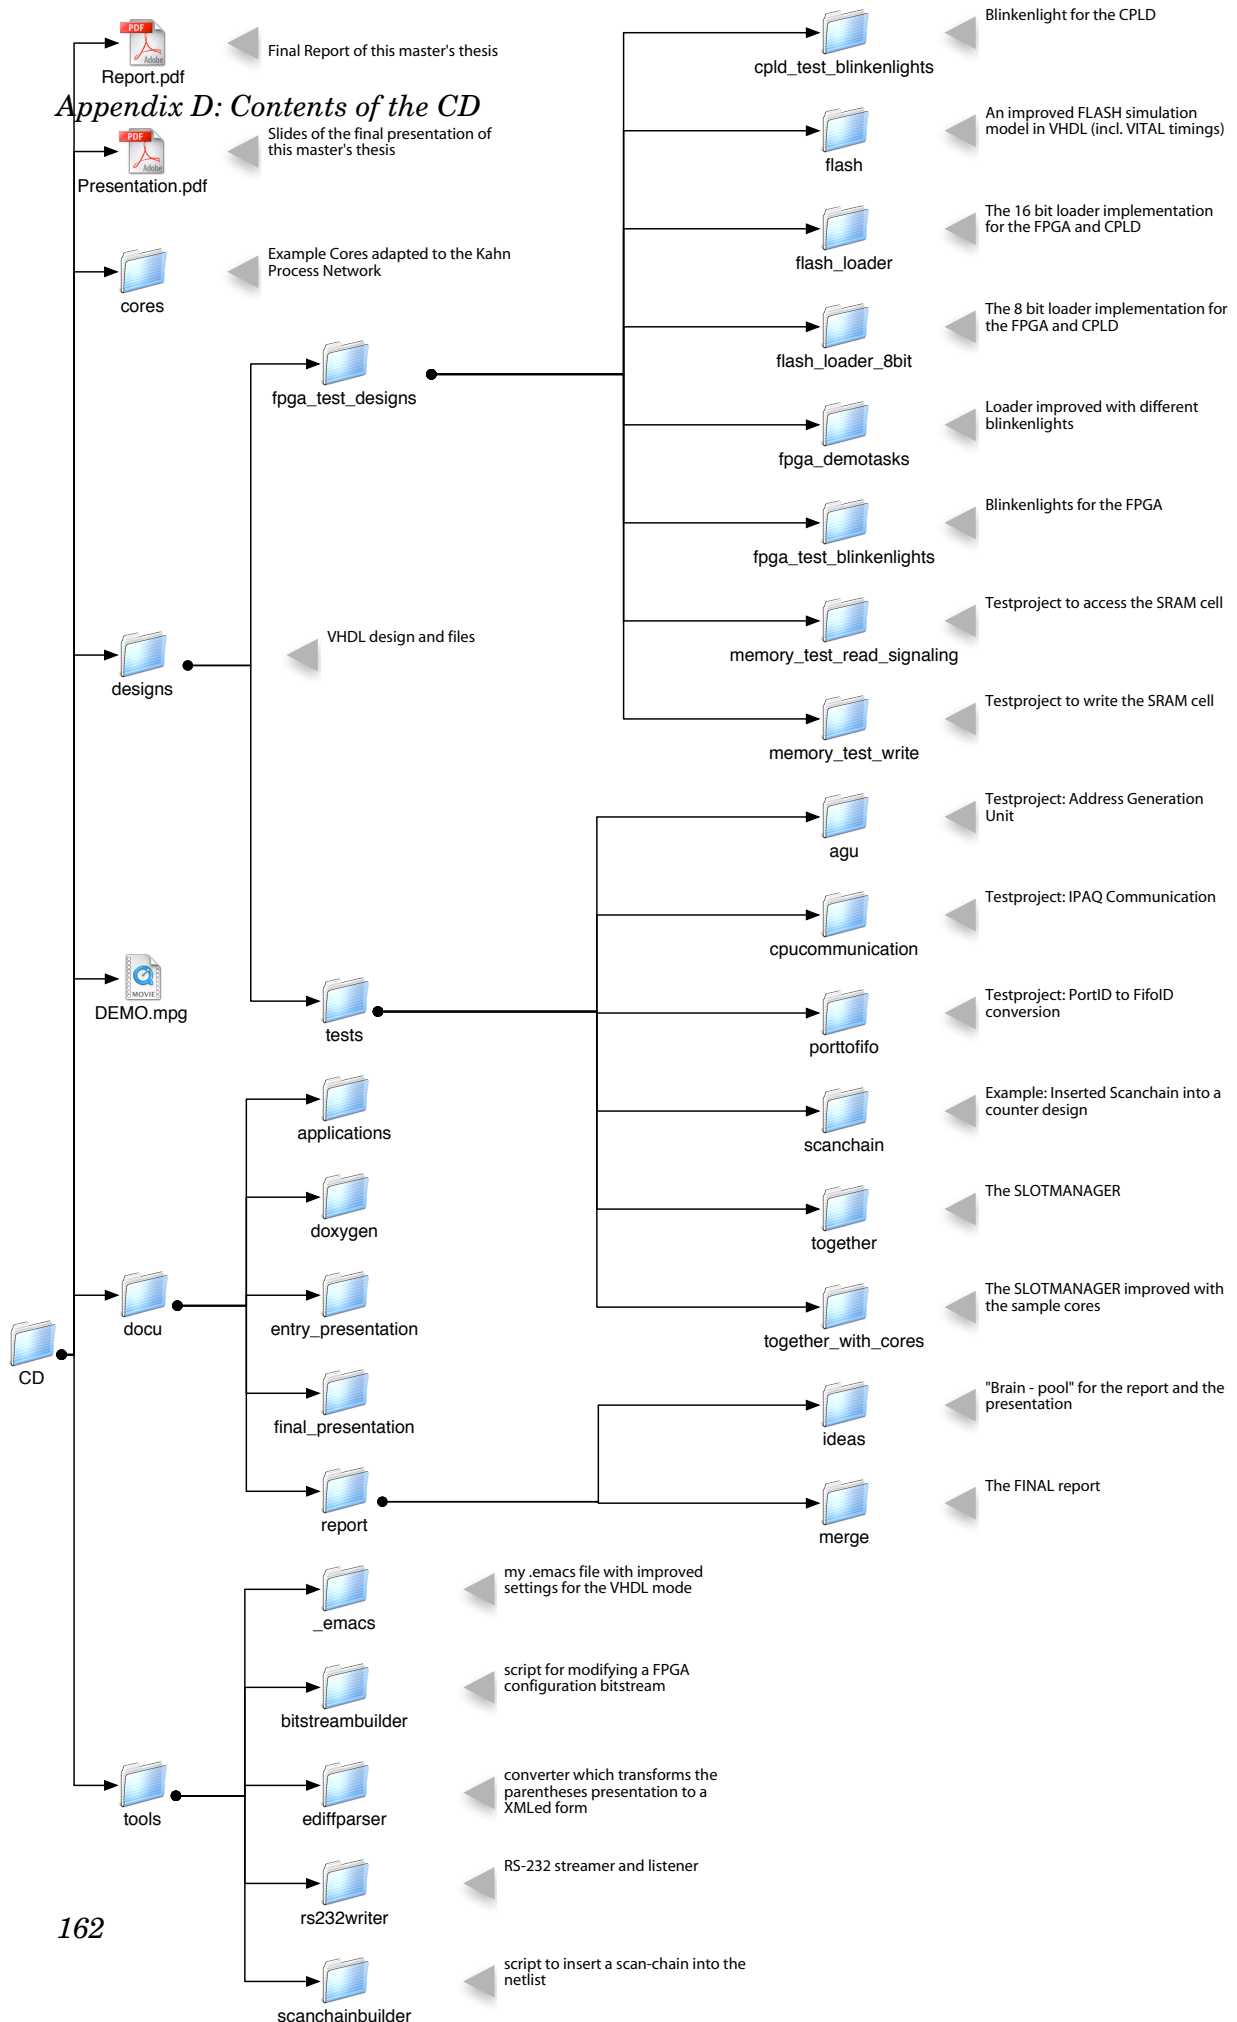 Final Report of this master's thesis
Report.pdf
Appendix D: Contents of the CD
Slides of the final presentation of
this master's thesis
Presentation.pdf
Example Cores adapted to the Kahn
Process Network
cores
fpga_test_designs
VHDL design and files
designs
DEMO.mpg
tests
applications
doxygen
docu
entry_presentation
CD
final_presentation
report
my .emacs file with improved
settings for the VHDL mode
_emacs
script for modifying a FPGA
configuration bitstream
bitstreambuilder
converter which transforms the
parentheses presentation to a
XMLed form
tools
ediffparser
RS-232 streamer and listener
rs232writer
script to insert a scan-chain into the
netlist
scanchainbuilder
Blinkenlight for the CPLD
cpld_test_blinkenlights
An improved FLASH simulation
model in VHDL (incl. VITAL timings)
flash
The 16 bit loader implementation
for the FPGA and CPLD
flash_loader
The 8 bit loader implementation for
the FPGA and CPLD
flash_loader_8bit
Loader improved with different
blinkenlights
fpga_demotasks
Blinkenlights for the FPGA
fpga_test_blinkenlights
Testproject to access the SRAM cell
memory_test_read_signaling
Testproject to write the SRAM cell
memory_test_write
Testproject: Address Generation
Unit
agu
Testproject: IPAQ Communication
cpucommunication
Testproject: PortID to FifoID
conversion
porttofifo
Example: Inserted Scanchain into a
counter design
scanchain
The SLOTMANAGER
together
The SLOTMANAGER improved with
the sample cores
together_with_cores
"Brain - pool" for the report and the
presentation
ideas
The FINAL report
merge
PDF
Adobe
PDF
Adobe
MOVIE
162